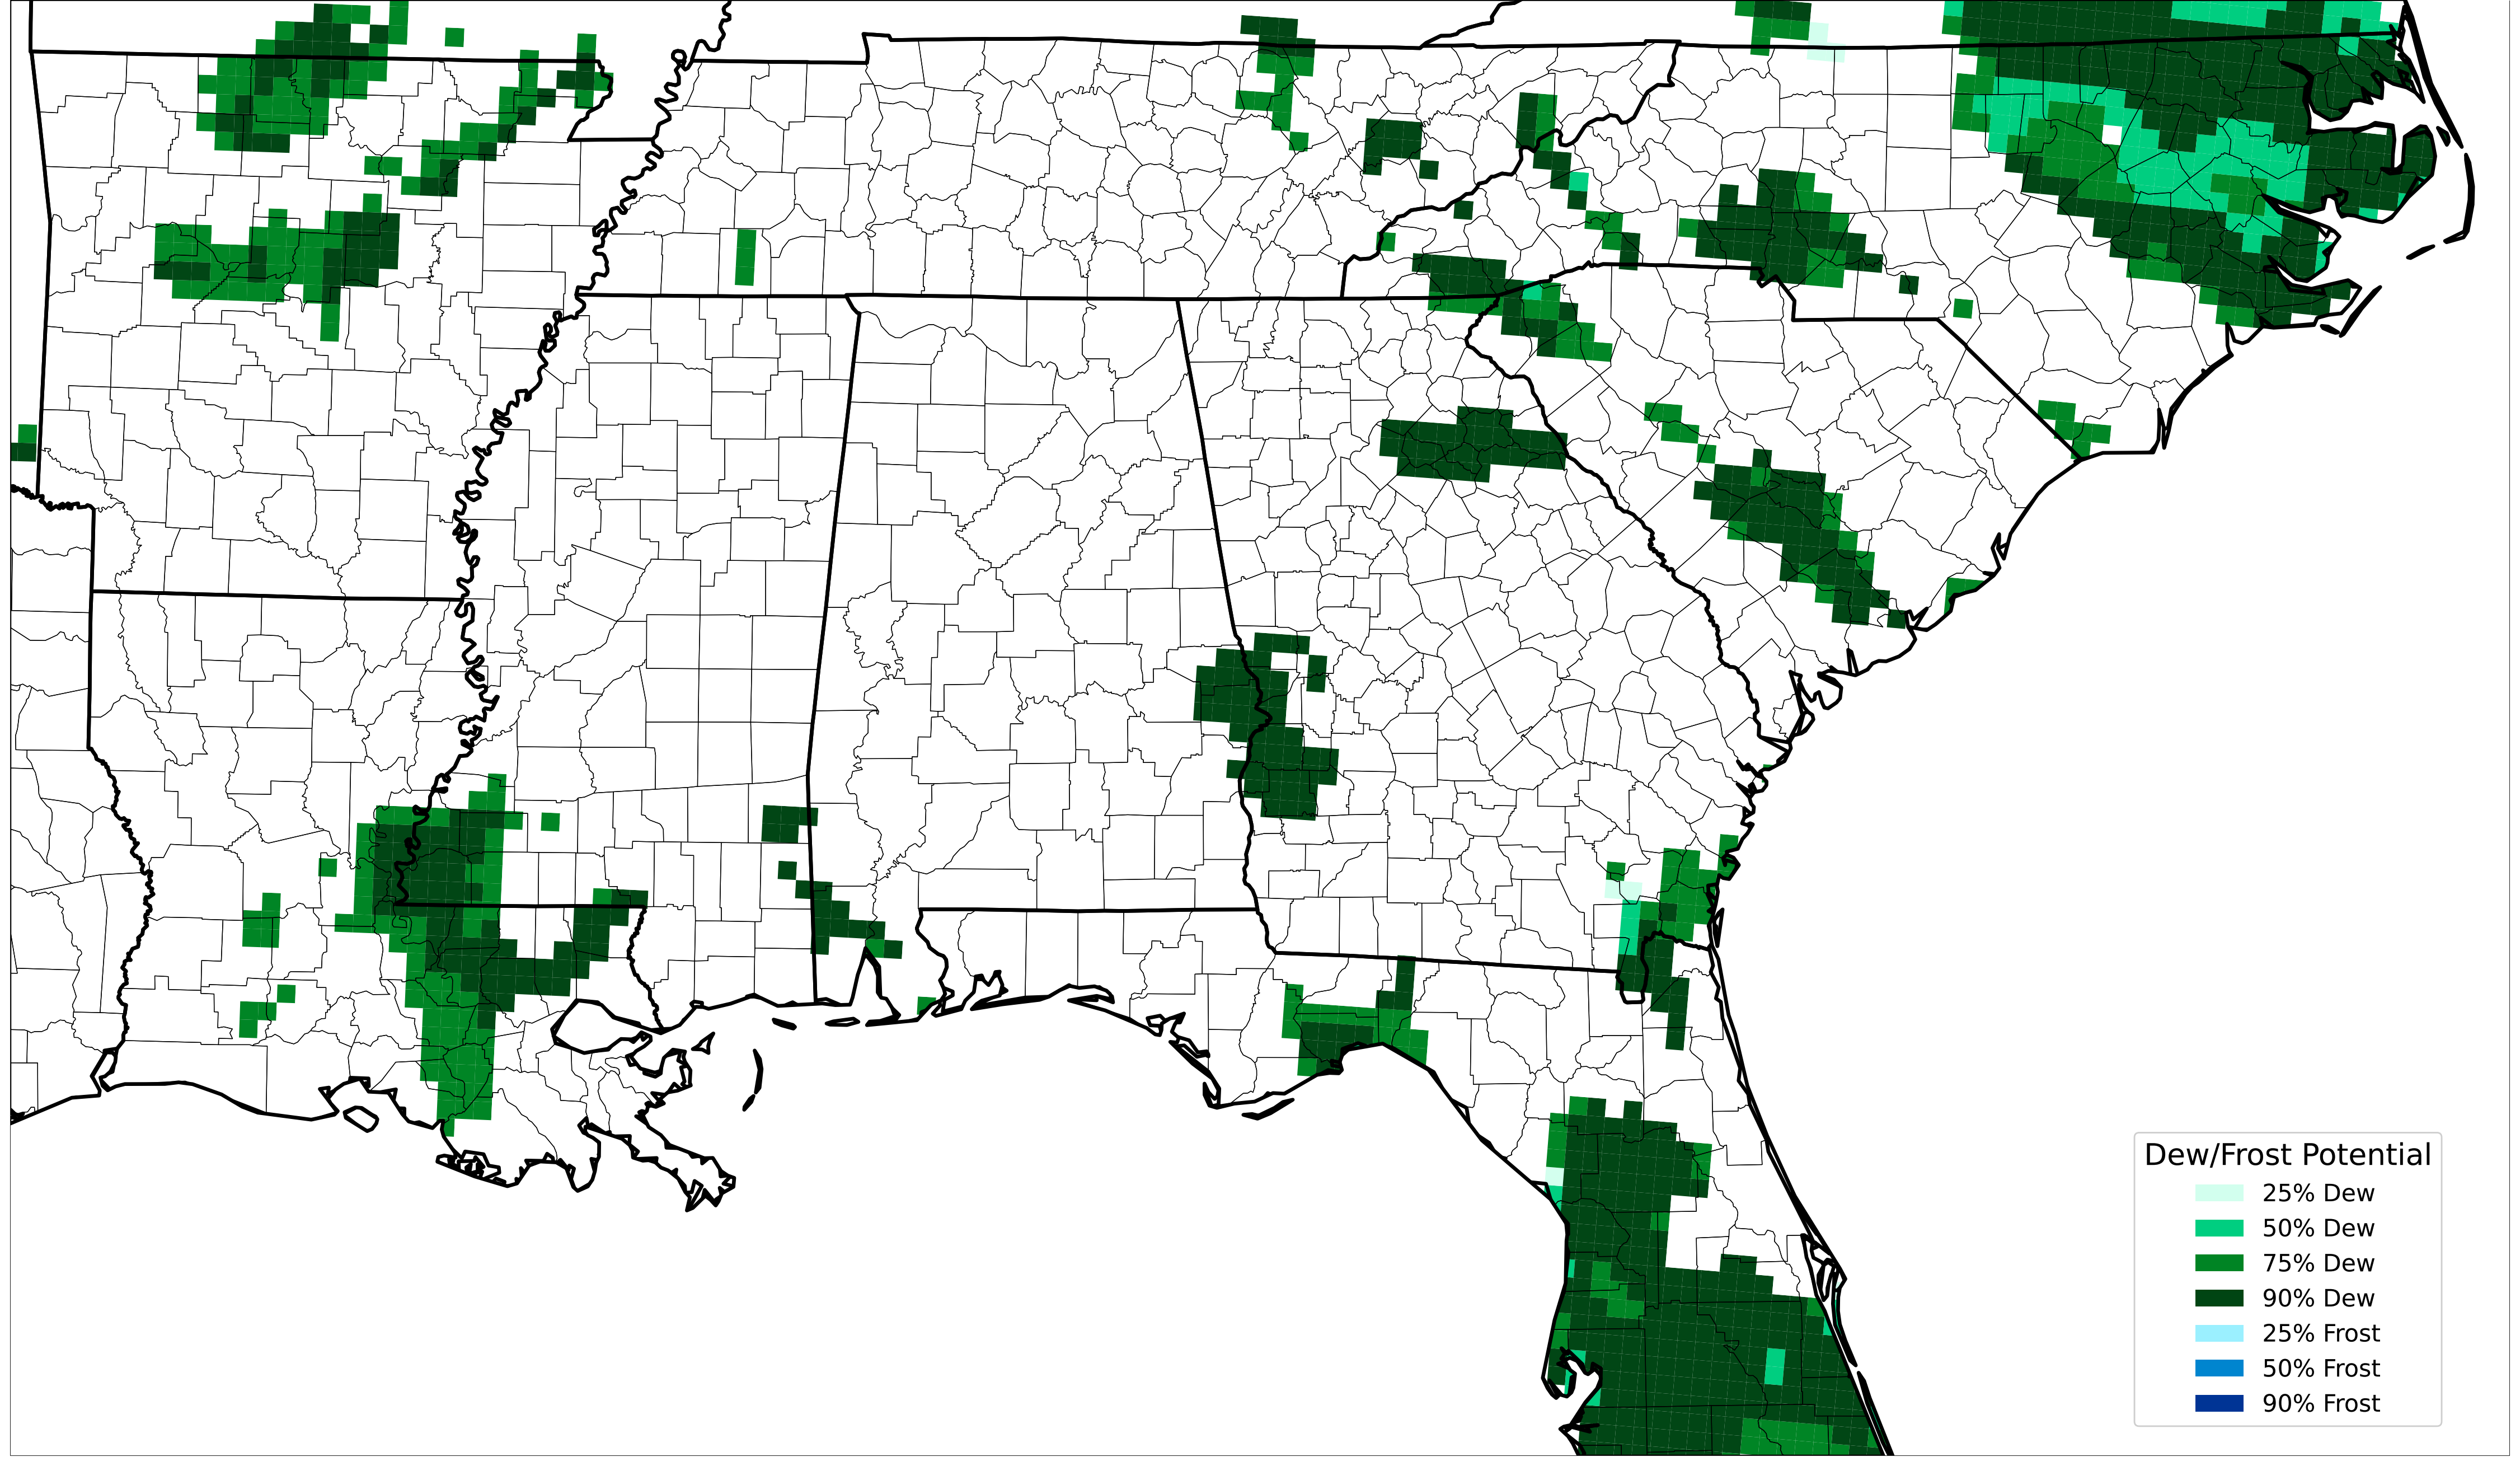 Dew/Frost Potential
25% Dew
50% Dew
75% Dew
90% Dew
25% Frost
50% Frost
90% Frost